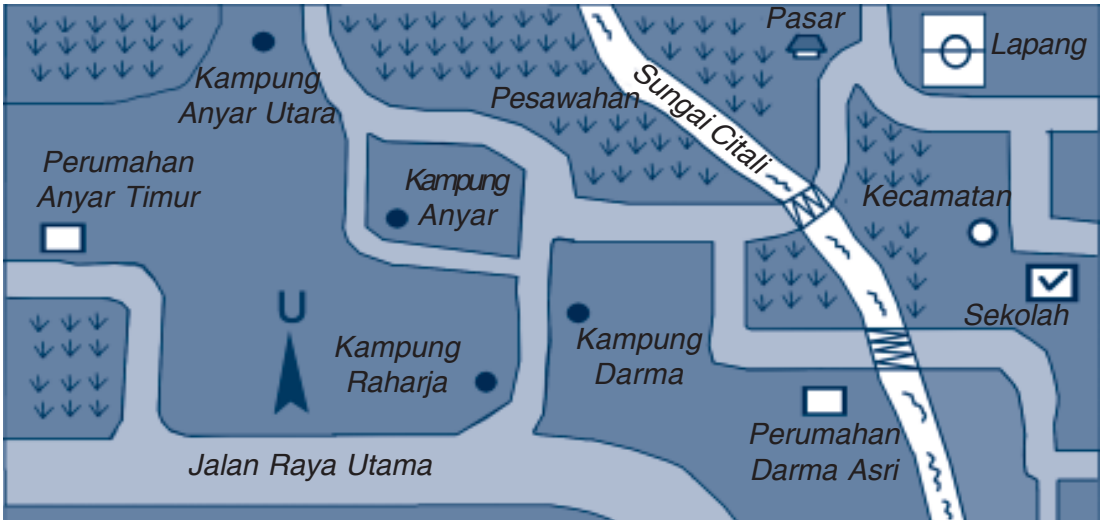 Pasar
Lapang
Kampung
Anyar Utara
Pesawahan
Sungai Citali
Perumahan
Anyar Timur
Kampung
Anyar
Kecamatan
U
Sekolah
Kampung
Raharja
Kampung
Darma
Perumahan
Darma Asri
Jalan Raya Utama